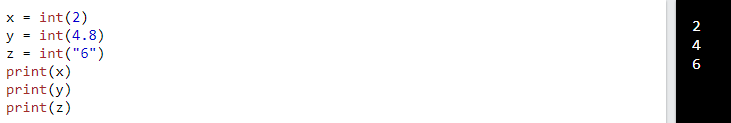 x = int(2)
y = int(4.8)
z = int("6")
print(x)
print(y)
print(z)
2
4
6